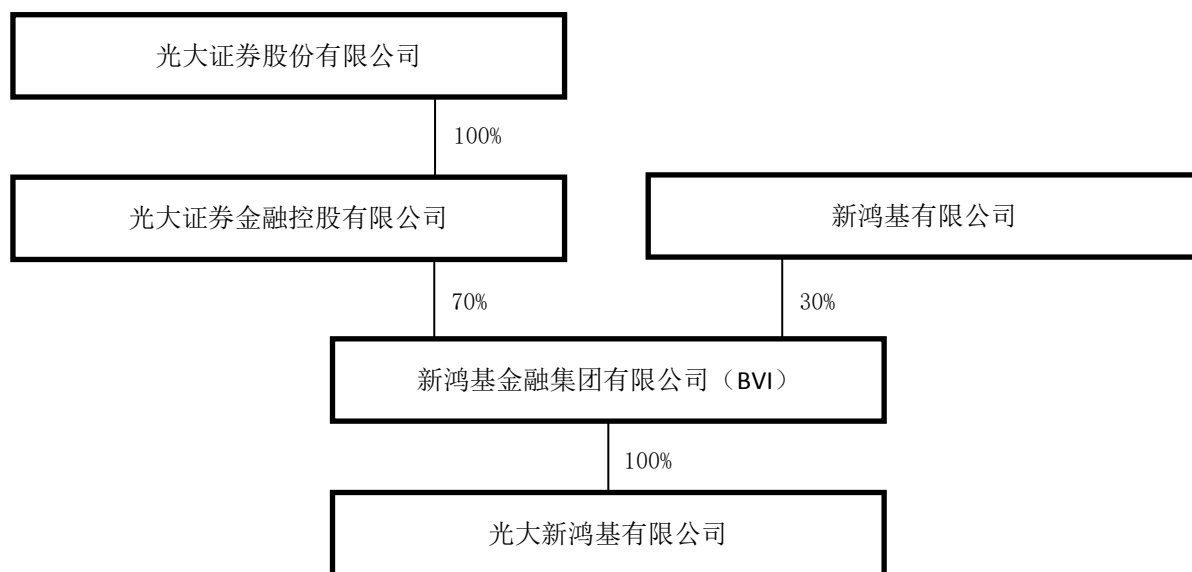 光大证券股份有限公司
100%
光大证券金融控股有限公司
新鸿基有限公司
70%
30%
新鸿基金融集团有限公司（BVI）
100%
光大新鸿基有限公司